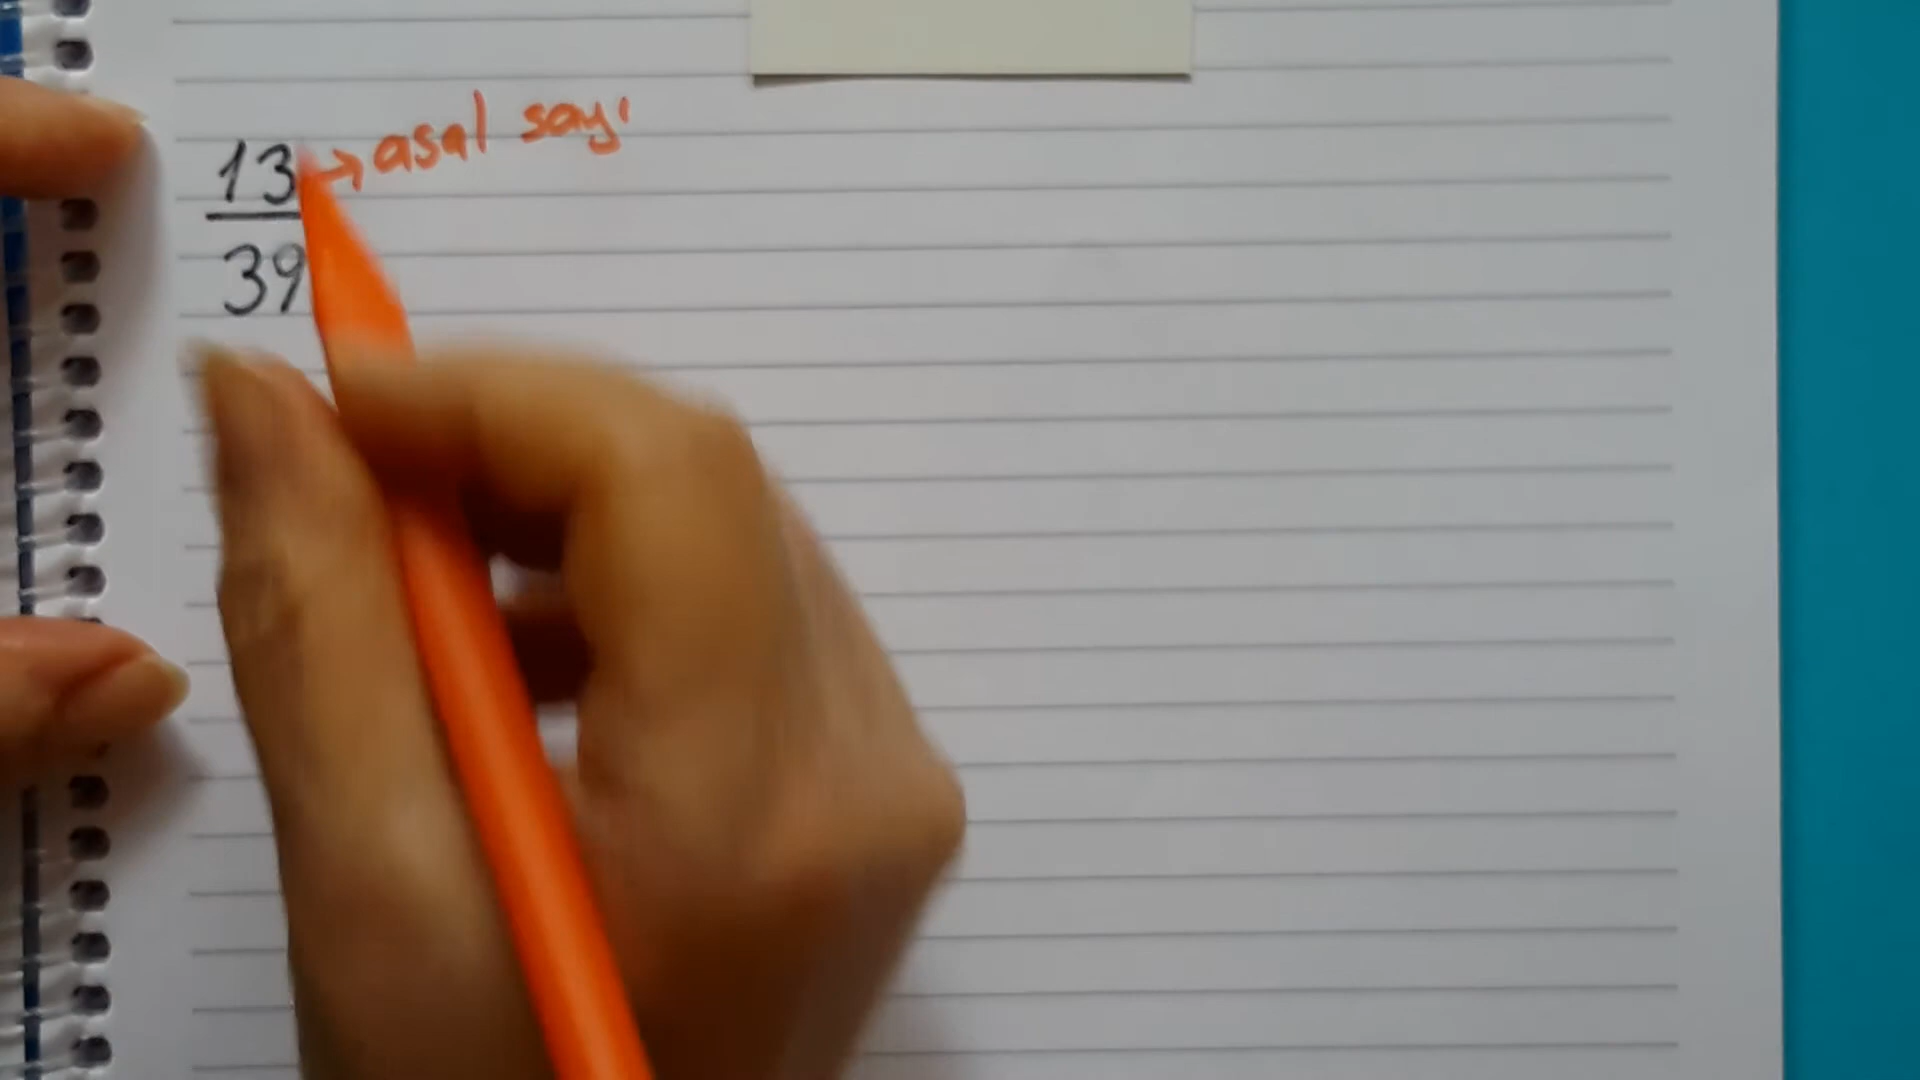 13 → asal sayı
39